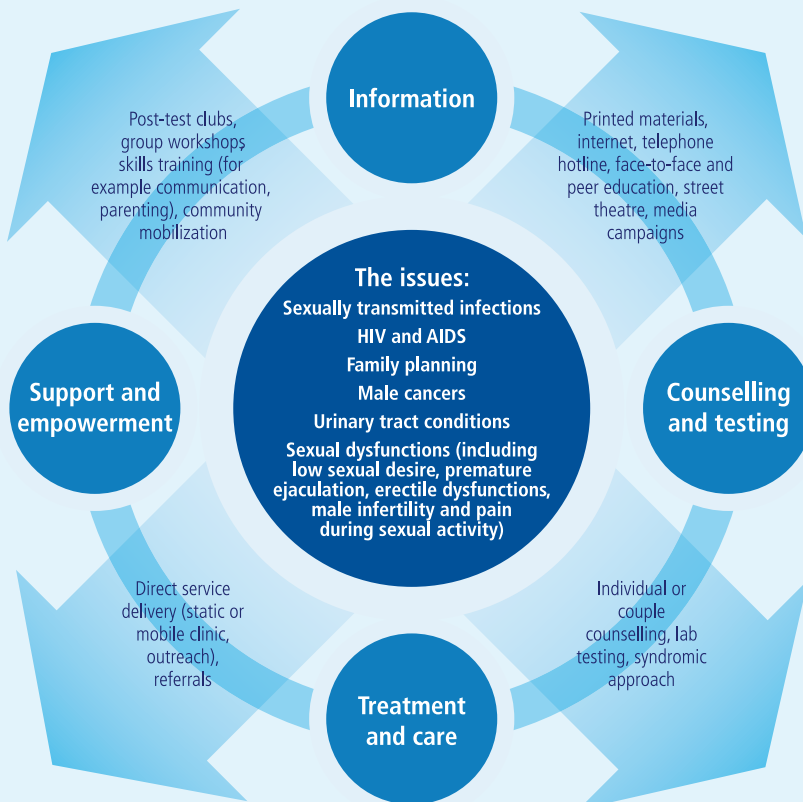 Information
Post-test clubs,
group workshops,
skills training (for
example communication,
parenting), community
mobilization
Printed materials,
internet, telephone
hotline, face-to-face and
peer education, street
theatre, media
campaigns
The issues:
Sexually transmitted infections
HIV and AIDS
Family planning
Male cancers
Urinary tract conditions
Sexual dysfunctions (including
low sexual desire, premature
ejaculation, erectile dysfunctions,
male infertility and pain
during sexual activity)
Support and
empowerment
Counselling
and testing
Direct service
delivery (static or
mobile clinic,
outreach),
referrals
Individual or
couple
counselling, lab
testing, syndromic
approach
Treatment
and care